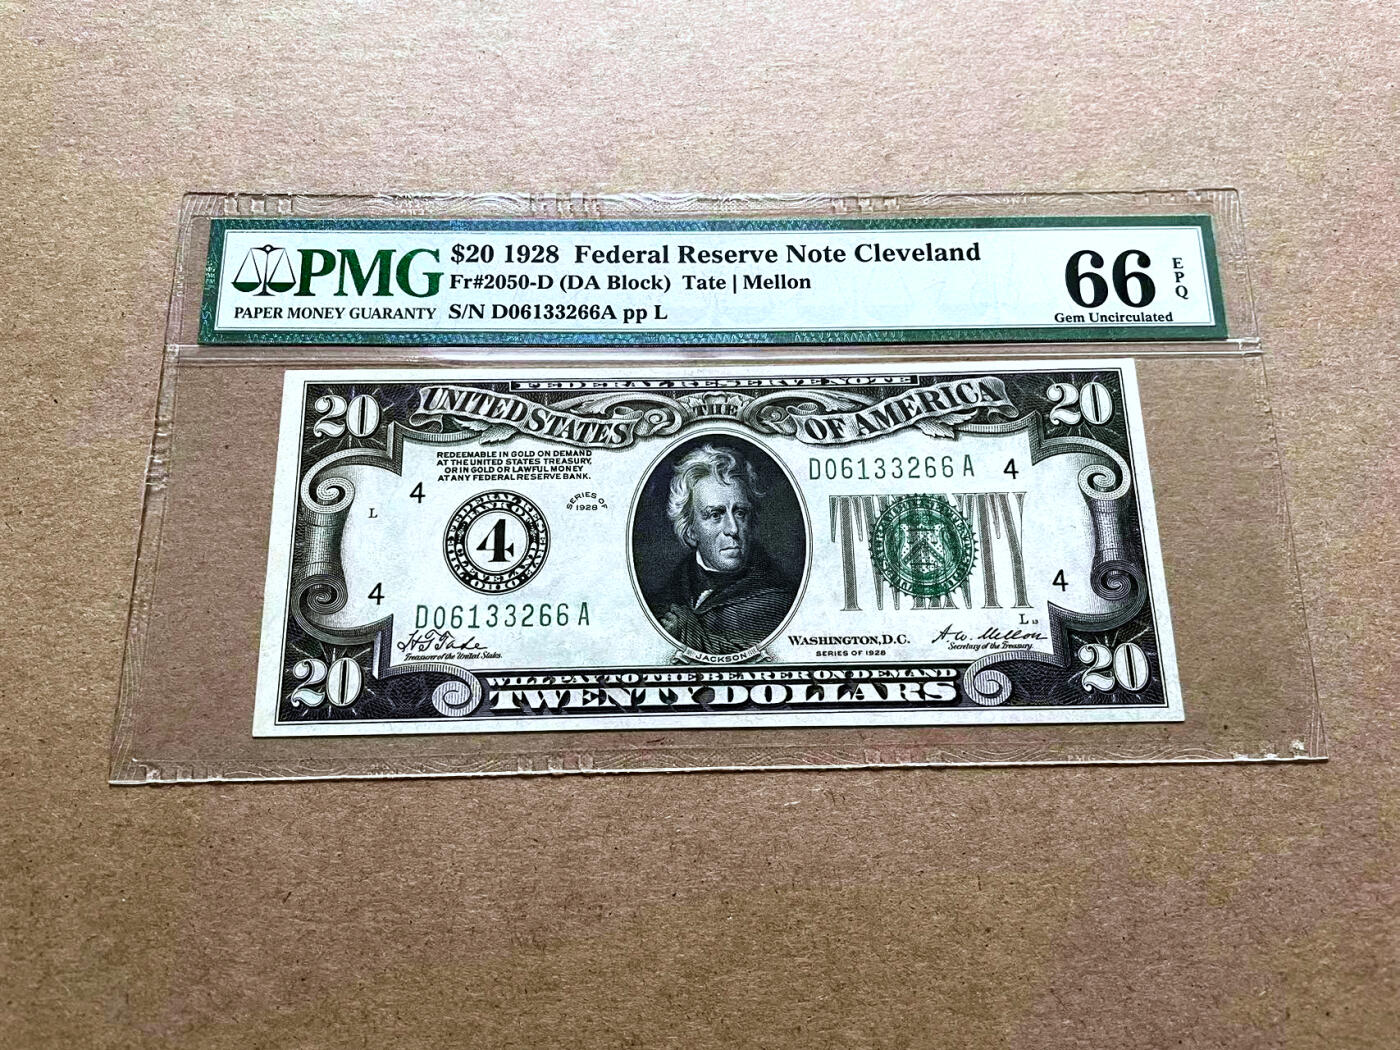 PMG
PAPER MONEY GUARANTY
$20 1928 Federal Reserve Note Cleveland
Fr#2050-D (DA Block) Tate | Mellon
S/N D06133266A pp L
66
EPQ
Gem Uncirculated
FEDERAL RESERVE NOTE
20
UNITED STATES
THE
OF AMERICA
20
REDEEMABLE IN GOLD ON DEMAND
AT THE UNITED STATES TREASURY,
OR IN GOLD OR LAWFUL MONEY
AT ANY FEDERAL RESERVE BANK.
D06133266 A
4
4
L
SERIES OF
1928
4
TWENTY
4
4
D06133266 A
L
H T Tate
Treasurer of the United States.
JACKSON
WASHINGTON, D.C.
SERIES OF 1928
A. W. Mellon
Secretary of the Treasury.
20
WILL PAY TO THE BEARER ON DEMAND
TWENTY DOLLARS
20